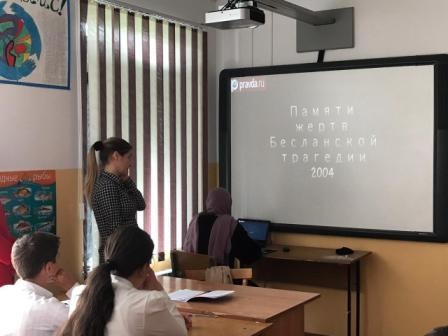 pravda.ru
Памяти
жертв
Бесланской
трагедии
2004